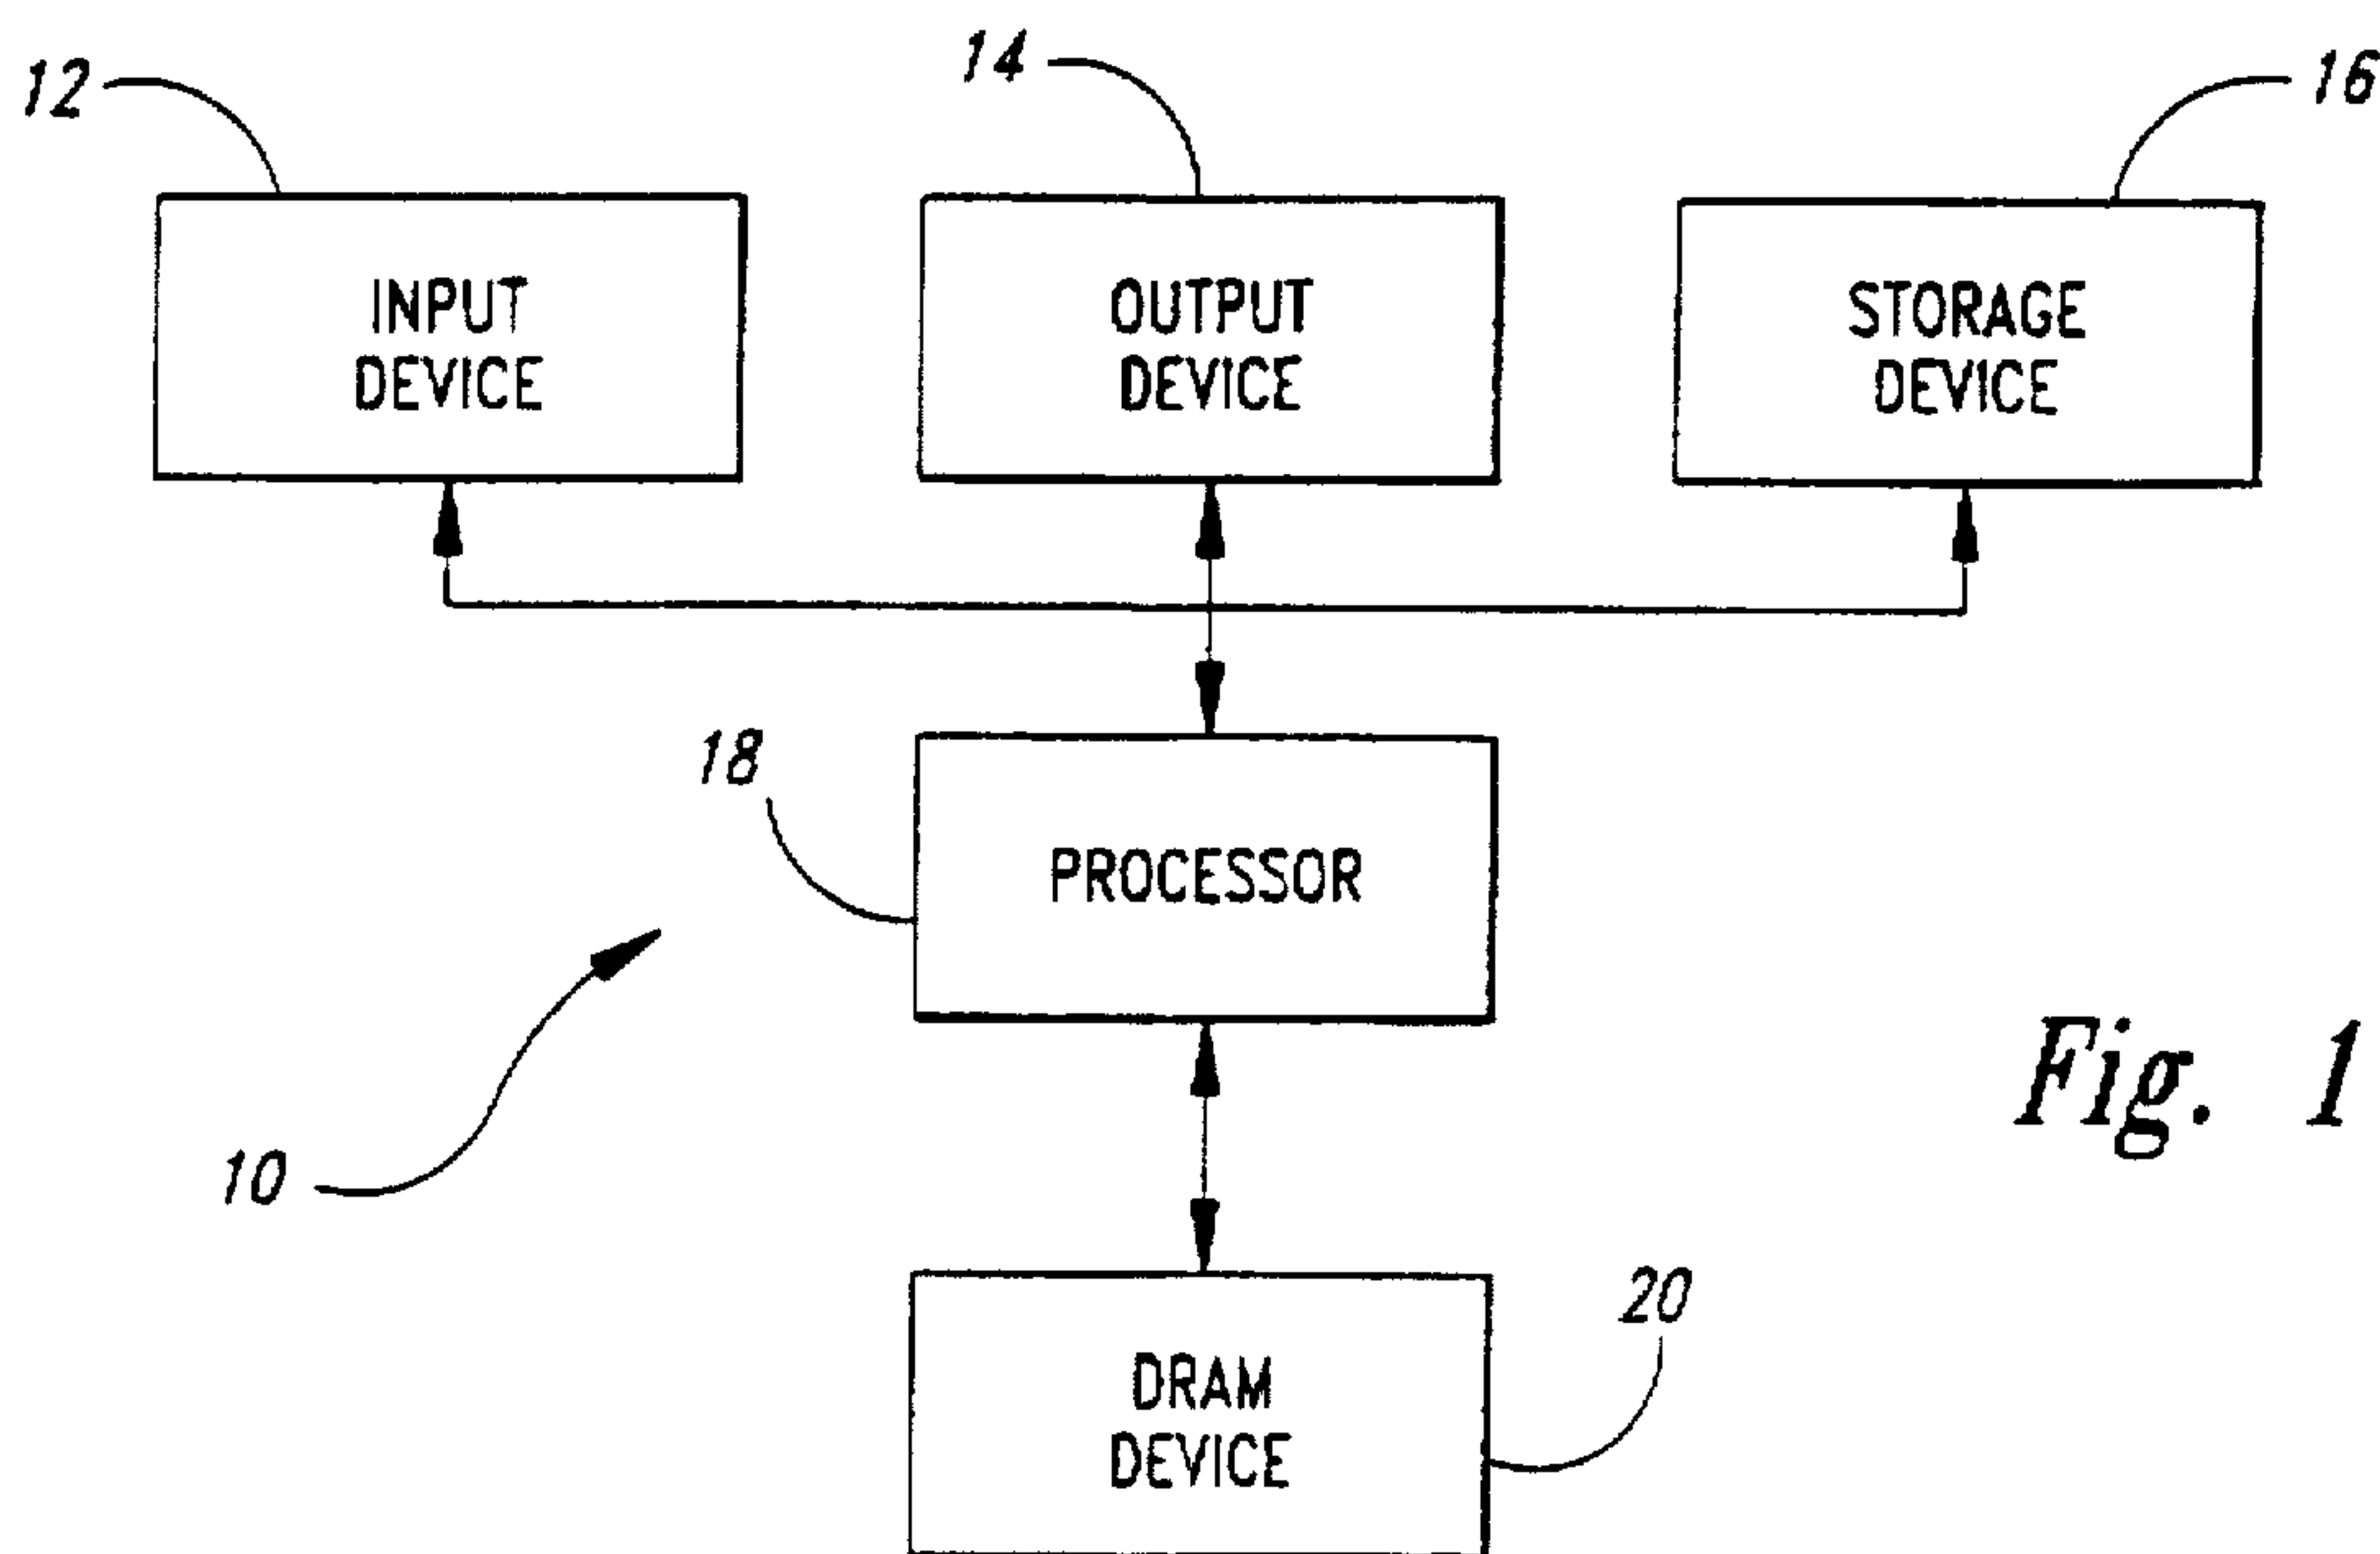 12
14
16
INPUT
DEVICE
OUTPUT
DEVICE
STORAGE
DEVICE
18
PROCESSOR
10
Fig. 1
20
DRAM
DEVICE